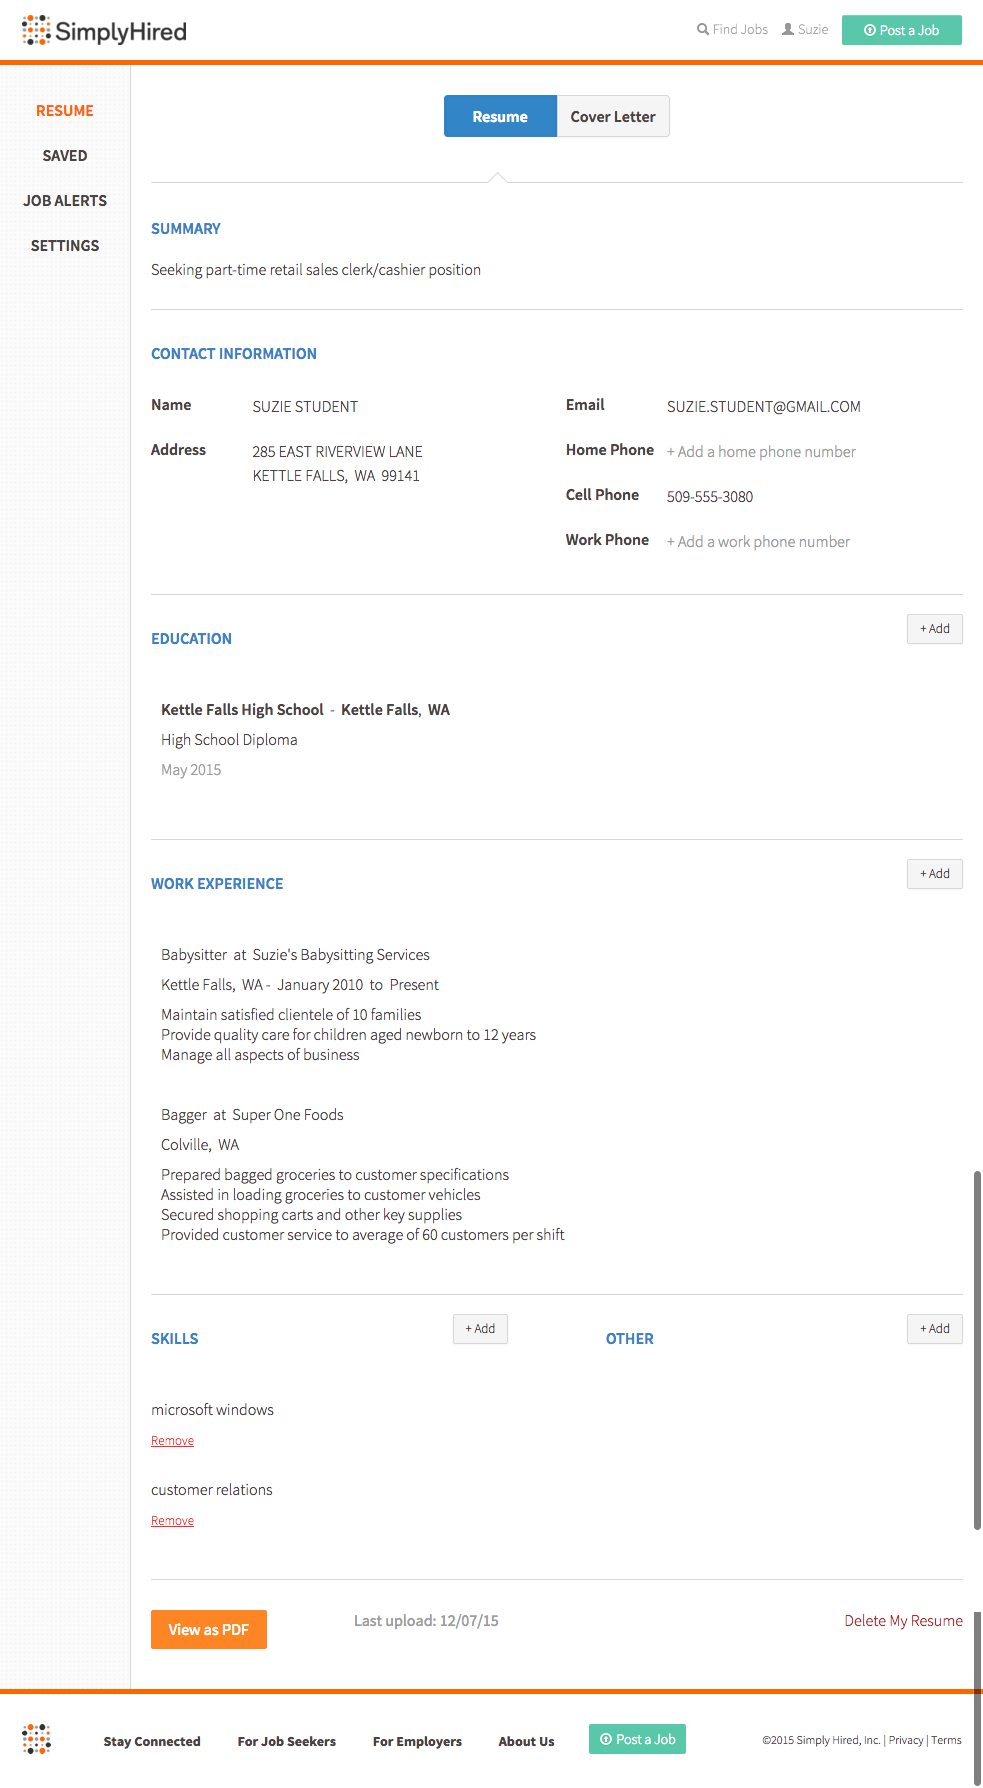 SimplyHired
Find Jobs Suzie Post a Job
RESUME
SAVED
JOB ALERTS
SETTINGS
Resume Cover Letter
SUMMARY
Seeking part-time retail sales clerk/cashier position
CONTACT INFORMATION
Name SUZIE STUDENT
Address 285 EAST RIVERVIEW LANE
KETTLE FALLS, WA 99141
Email SUZIE.STUDENT@GMAIL.COM
Home Phone + Add a home phone number
Cell Phone 509-555-3080
Work Phone + Add a work phone number
EDUCATION + Add
Kettle Falls High School - Kettle Falls, WA
High School Diploma
May 2015
WORK EXPERIENCE + Add
Babysitter at Suzie's Babysitting Services
Kettle Falls, WA - January 2010 to Present
Maintain satisfied clientele of 10 families
Provide quality care for children aged newborn to 12 years
Manage all aspects of business
Bagger at Super One Foods
Colville, WA
Prepared bagged groceries to customer specifications
Assisted in loading groceries to customer vehicles
Secured shopping carts and other key supplies
Provided customer service to average of 60 customers per shift
SKILLS + Add
microsoft windows
Remove
customer relations
Remove
OTHER + Add
View as PDF Last upload: 12/07/15 Delete My Resume
Stay Connected For Job Seekers For Employers About Us Post a Job ©2015 Simply Hired, Inc. | Privacy | Terms